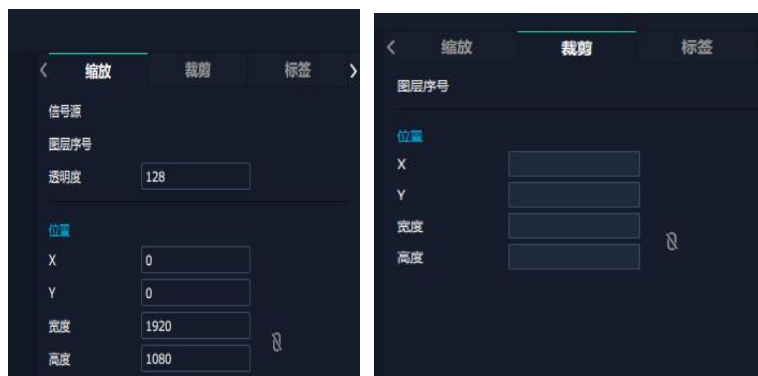 缩放 裁剪 标签
信号源
图层序号
透明度 128
位置
X 0
Y 0
宽度 1920
高度 1080
缩放 裁剪 标签
图层序号
位置
X
Y
宽度
高度